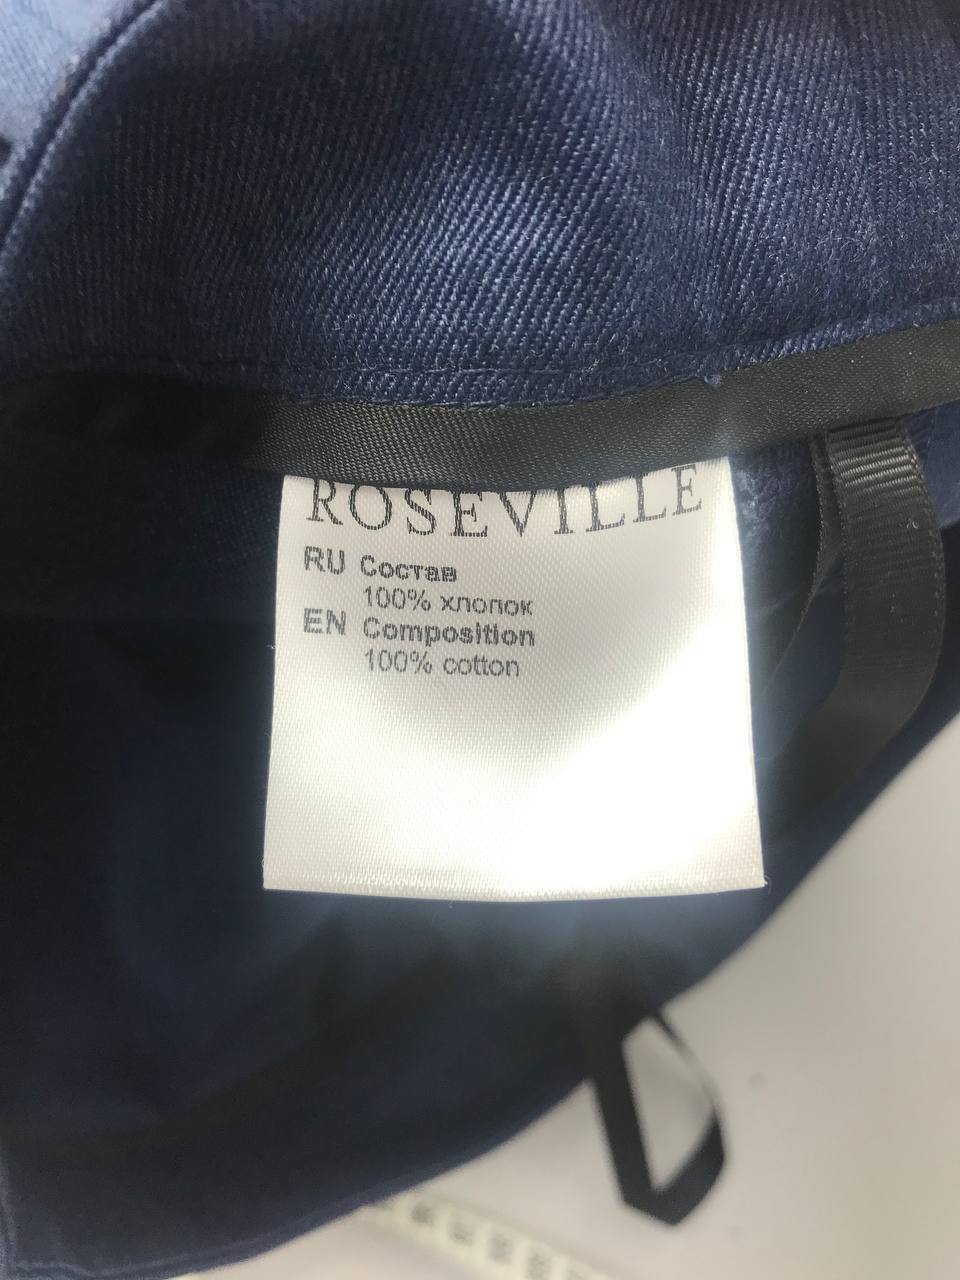 ROSEVILLE
RU Состав
100% хлопок
EN Composition
100% cotton